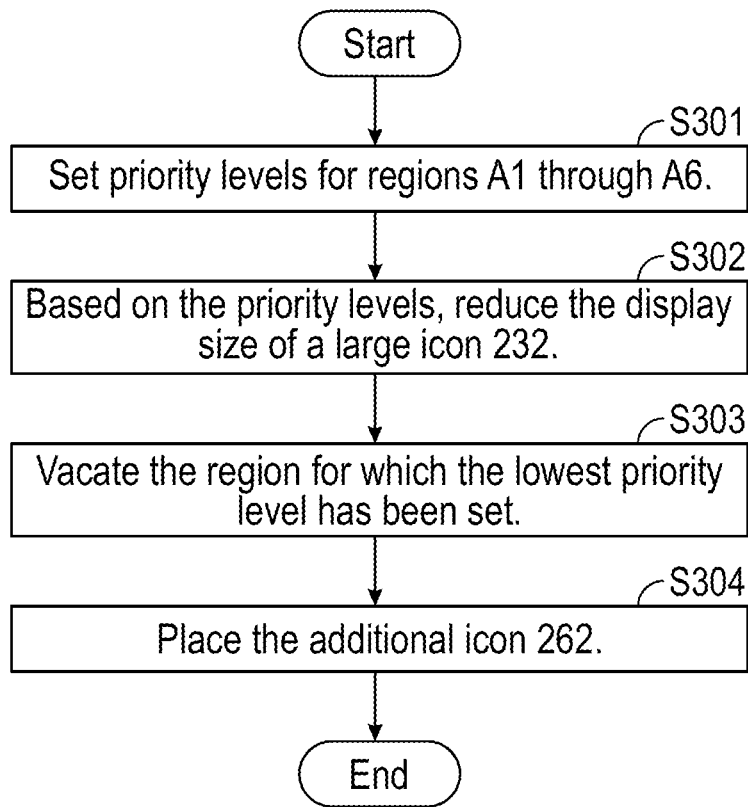 Start
S301
Set priority levels for regions A1 through A6.
S302
Based on the priority levels, reduce the display
size of a large icon 232.
S303
Vacate the region for which the lowest priority
level has been set.
S304
Place the additional icon 262.
End